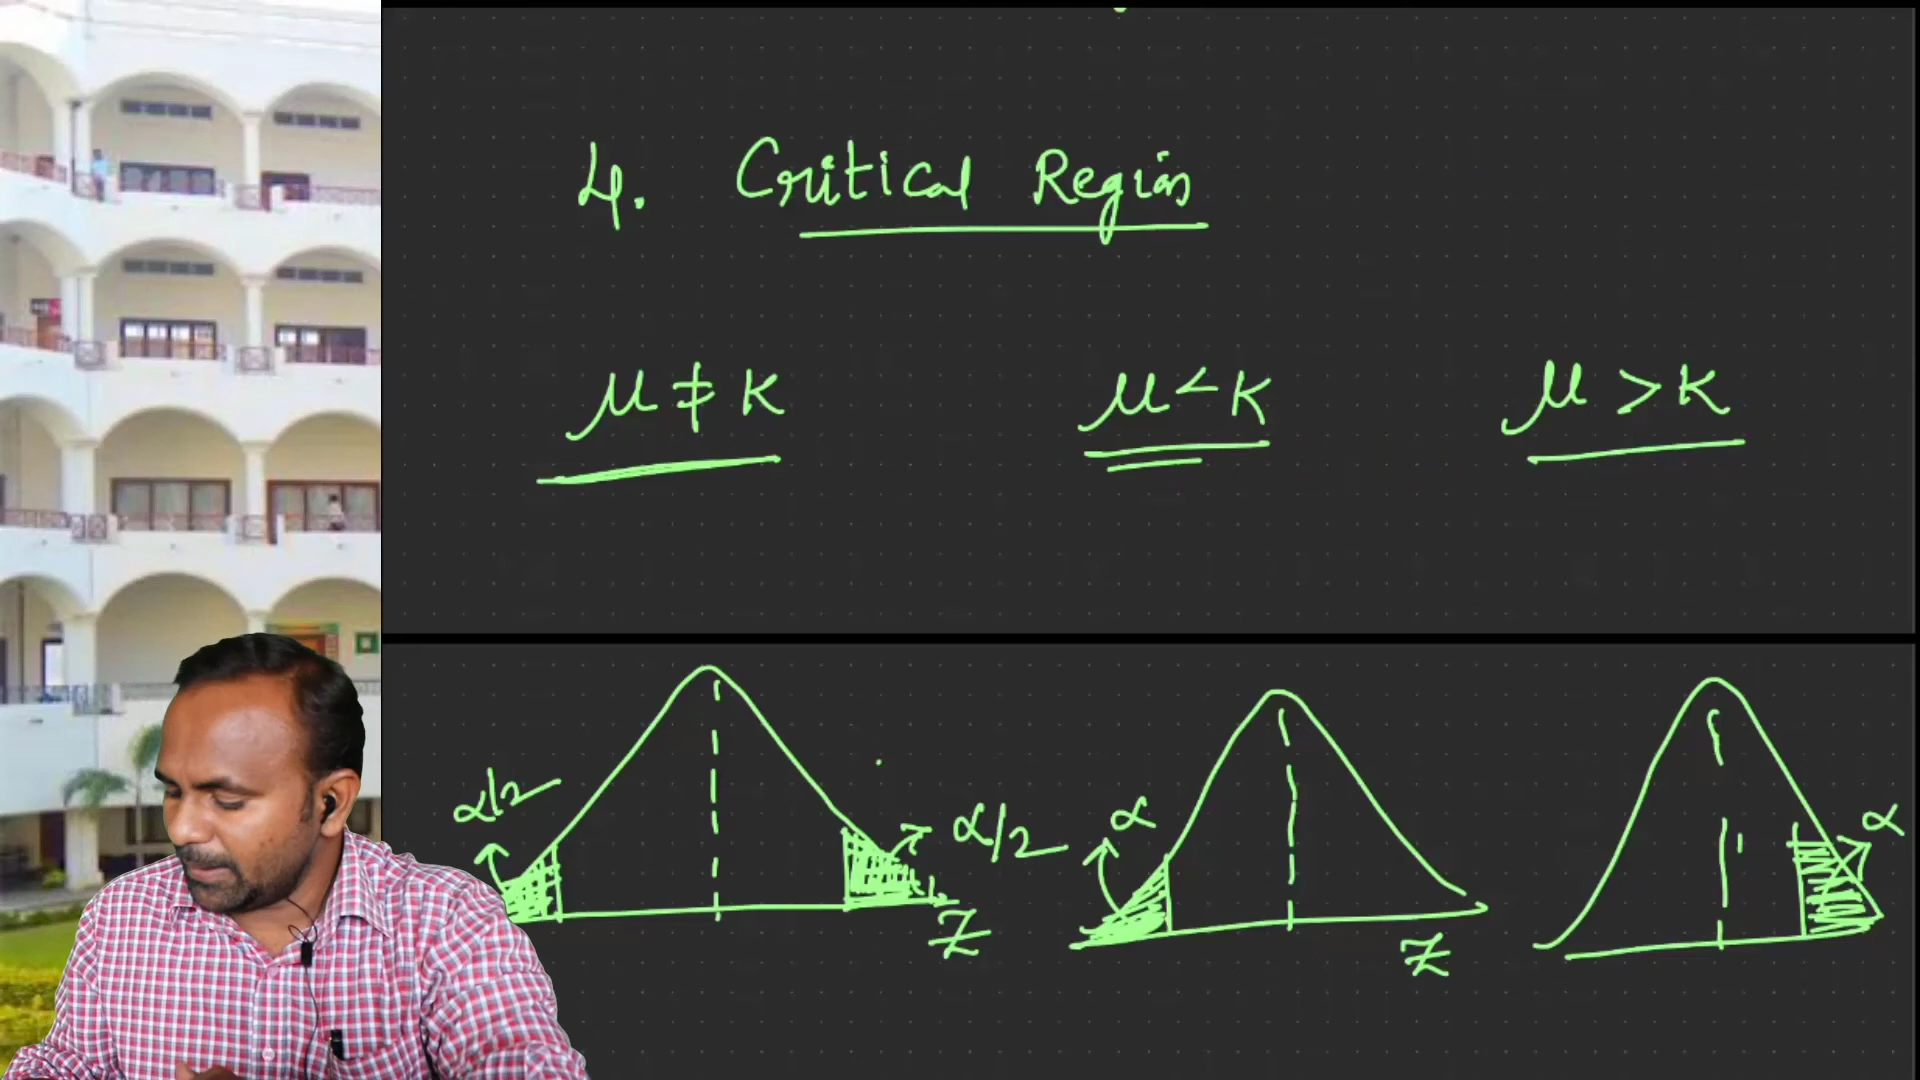 4. Critical Region
μ ≠ K
μ < K
μ > K
α/2
α/2
Z
α
Z
α